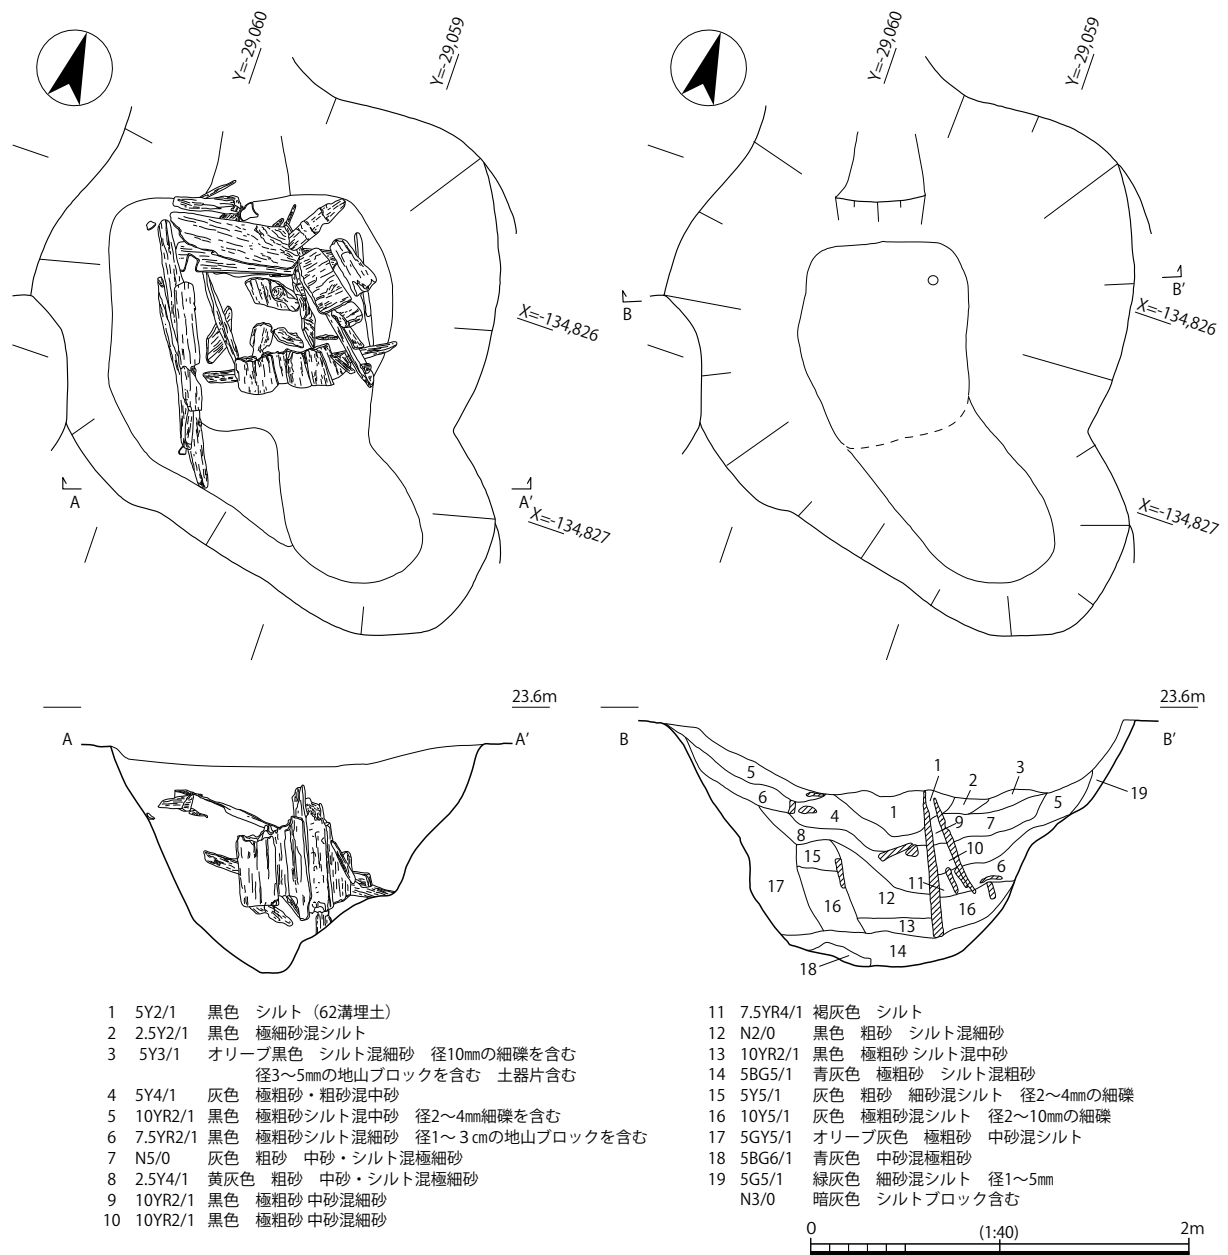 Y=-29,060
Y=-29,059
Y=-29,060
Y=-29,059
X=-134,826
X=-134,827
A
A′
B
B′
X=-134,826
X=-134,827
23.6m
A
A′
23.6m
B
B′
1
2
3
5
19
6
4
1
5
9
7
8
10
15
6
11
17
12
16
16
13
14
18
1 5Y2/1 黒色 シルト（62溝埋土）
2 2.5Y2/1 黒色 極細砂混シルト
3 5Y3/1 オリーブ黒色 シルト混細砂 径10㎜の細礫を含む
径3～5㎜の地山ブロックを含む 土器片含む
4 5Y4/1 灰色 極粗砂・粗砂混中砂
5 10YR2/1 黒色 極粗砂シルト混中砂 径2～4㎜細礫を含む
6 7.5YR2/1 黒色 極粗砂シルト混細砂 径1～３㎝の地山ブロックを含む
7 N5/0 灰色 粗砂 中砂・シルト混極細砂
8 2.5Y4/1 黄灰色 粗砂 中砂・シルト混極細砂
9 10YR2/1 黒色 極粗砂 中砂混細砂
10 10YR2/1 黒色 極粗砂 中砂混細砂
11 7.5YR4/1 褐灰色 シルト
12 N2/0 黒色 粗砂 シルト混細砂
13 10YR2/1 黒色 極粗砂 シルト混中砂
14 5BG5/1 青灰色 極粗砂 シルト混粗砂
15 5Y5/1 灰色 粗砂 細砂混シルト 径2～4㎜の細礫
16 10Y5/1 灰色 極粗砂混シルト 径2～10㎜の細礫
17 5GY5/1 オリーブ灰色 極粗砂 中砂混シルト
18 5BG6/1 青灰色 中砂混極粗砂
19 5G5/1 緑灰色 細砂混シルト 径1～5㎜
N3/0 暗灰色 シルトブロック含む
0 (1:40) 2m